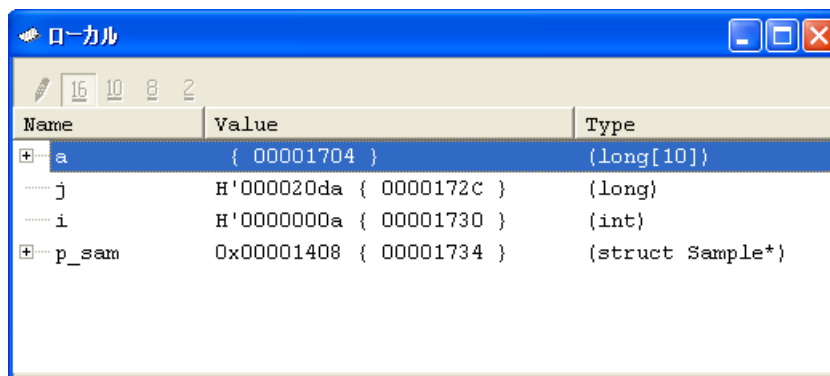 ローカル
16 10 8 2
Name Value Type
a { 00001704 } (long[10])
j H'000020da { 0000172C } (long)
i H'0000000a { 00001730 } (int)
p_sam 0x00001408 { 00001734 } (struct Sample*)